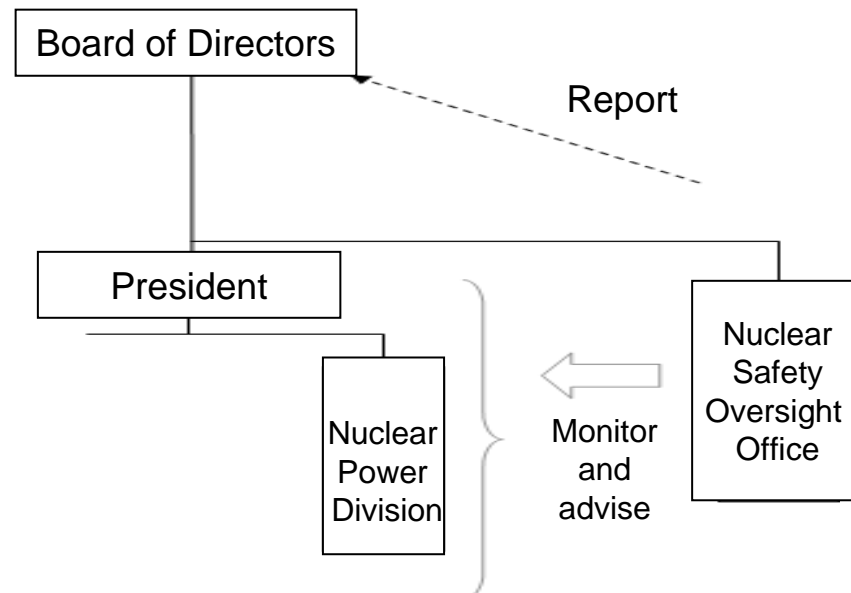 Board of Directors
Report
President
Nuclear
Safety
Oversight
Office
Nuclear
Power
Division
Monitor
and
advise